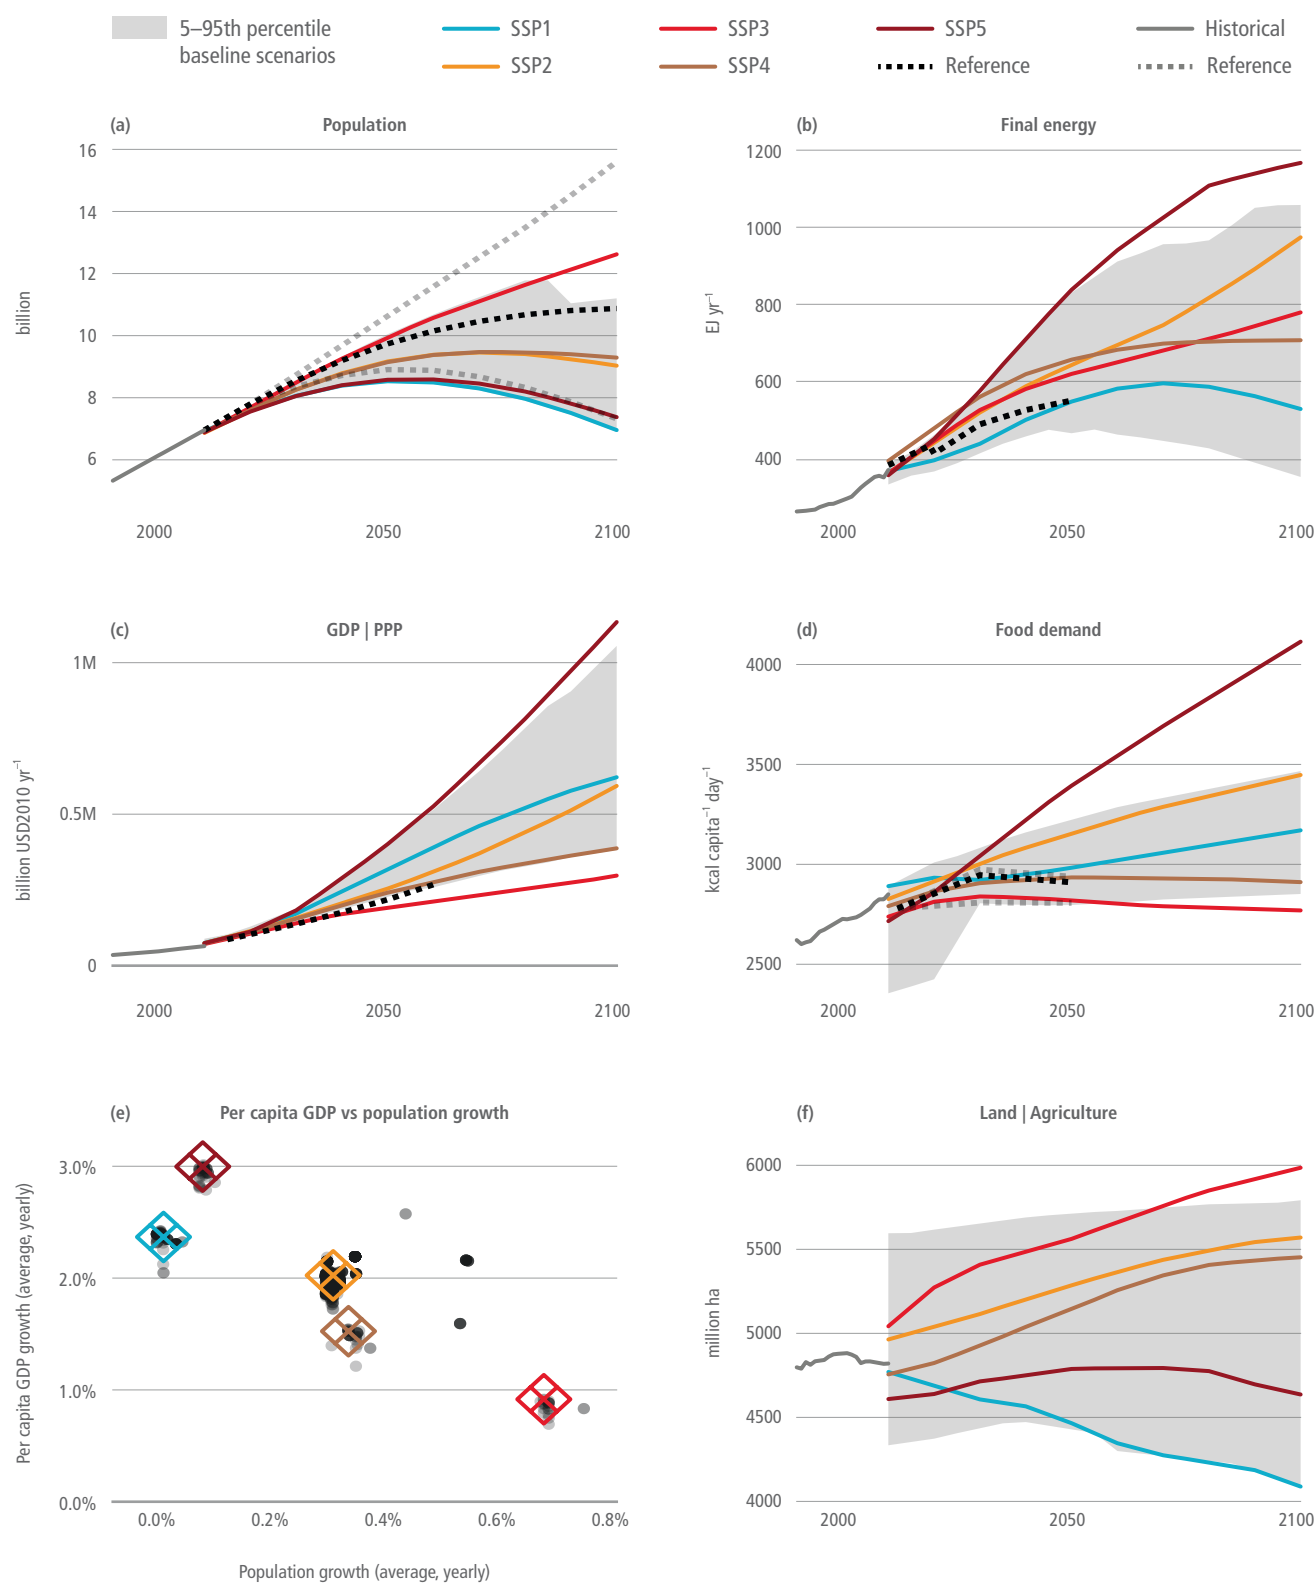 5–95th percentile
baseline scenarios
SSP1
SSP3
SSP5
Historical
SSP2
SSP4
Reference
Reference
(a)
Population
16
14
12
10
8
6
billion
2000
2050
2100
(b)
Final energy
1200
1000
800
600
400
EJ yr⁻¹
2000
2050
2100
(c)
GDP | PPP
1M
0.5M
0
billion USD2010 yr⁻¹
2000
2050
2100
(d)
Food demand
4000
3500
3000
2500
kcal capita⁻¹ day⁻¹
2000
2050
2100
(e)
Per capita GDP vs population growth
3.0%
2.0%
1.0%
0.0%
Per capita GDP growth (average, yearly)
0.0%
0.2%
0.4%
0.6%
0.8%
Population growth (average, yearly)
(f)
Land | Agriculture
6000
5500
5000
4500
4000
million ha
2000
2050
2100